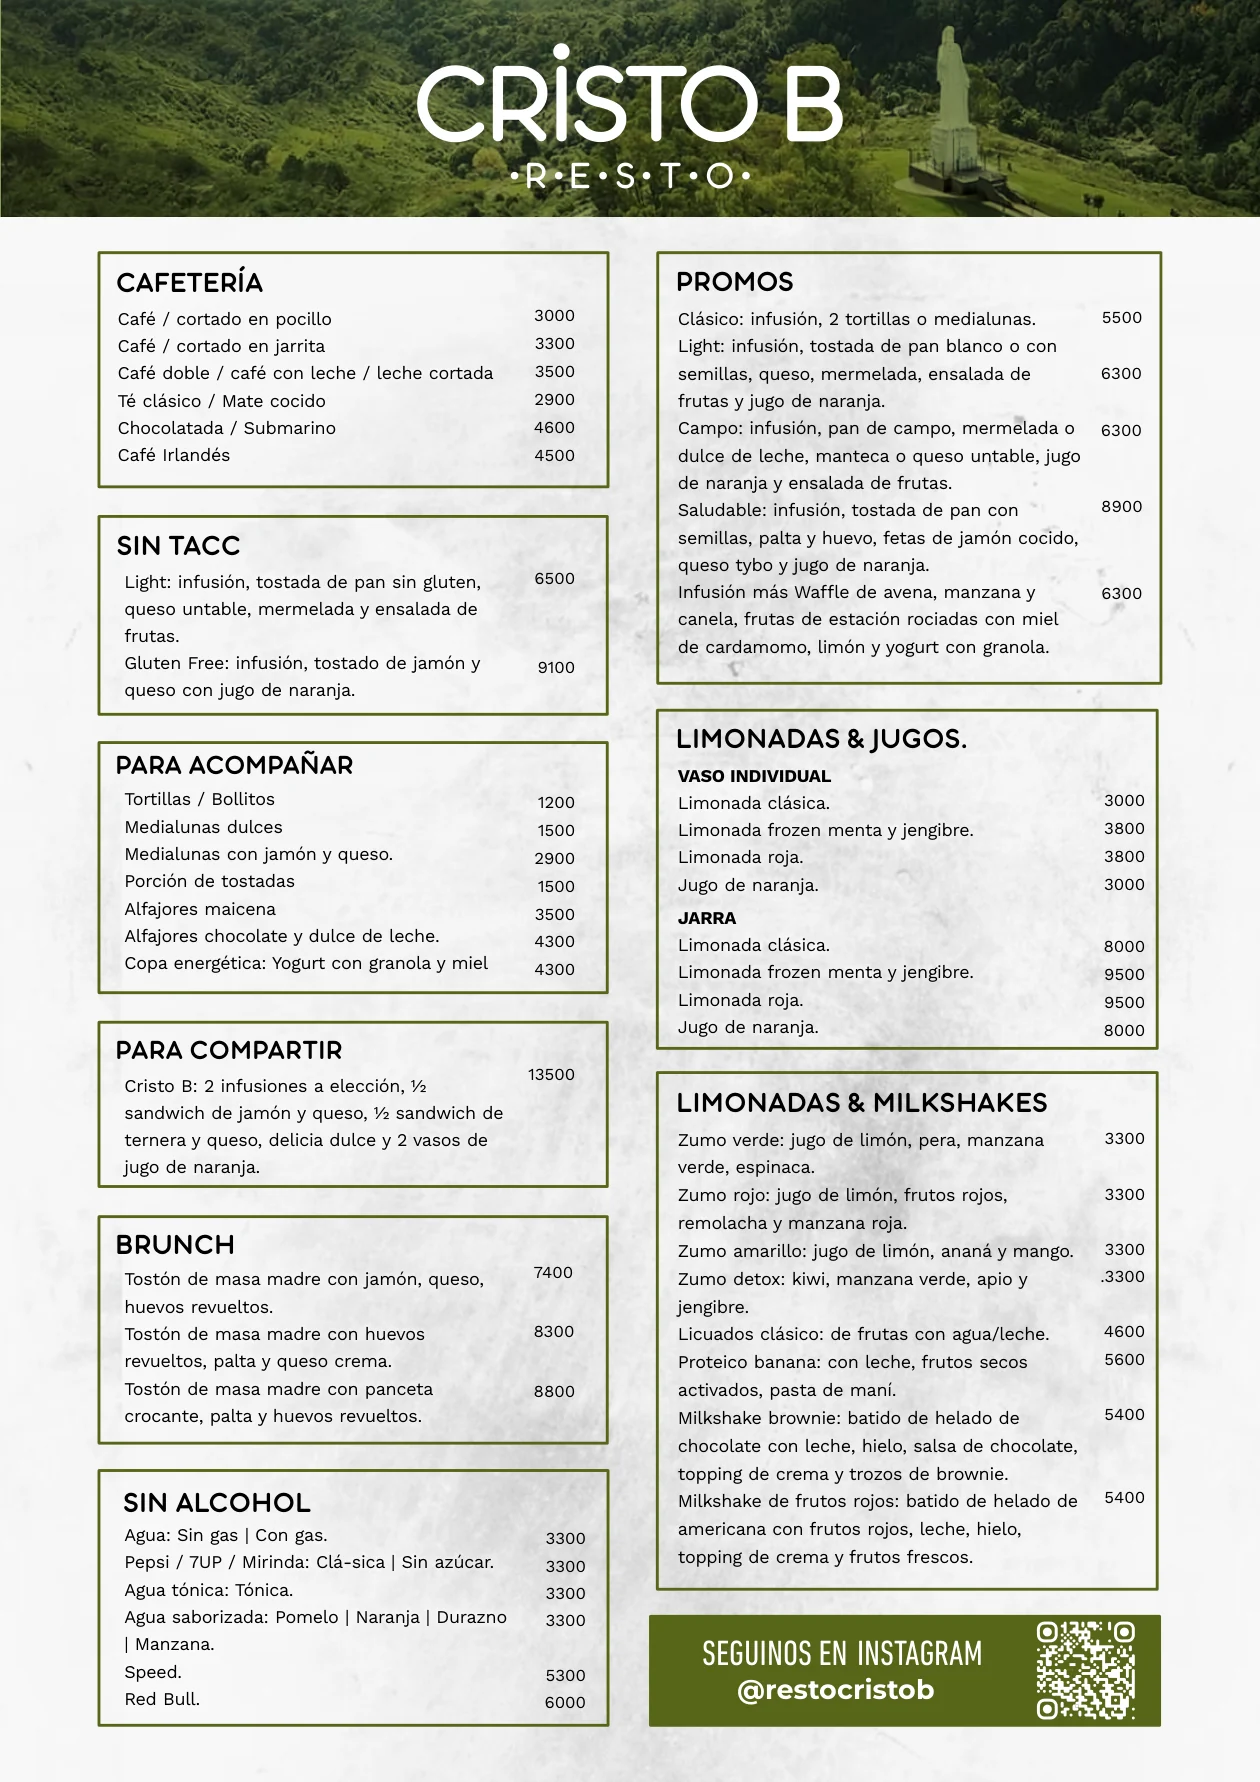 CRISTO B
·R·E·S·T·O·
CAFETERÍA
Café / cortado en pocillo 3000
Café / cortado en jarrita 3300
Café doble / café con leche / leche cortada 3500
Té clásico / Mate cocido 2900
Chocolatada / Submarino 4600
Café Irlandés 4500
SIN TACC
Light: infusión, tostada de pan sin gluten, 6500
queso untable, mermelada y ensalada de
frutas.
Gluten Free: infusión, tostado de jamón y 9100
queso con jugo de naranja.
PARA ACOMPAÑAR
Tortillas / Bollitos 1200
Medialunas dulces 1500
Medialunas con jamón y queso. 2900
Porción de tostadas 1500
Alfajores maicena 3500
Alfajores chocolate y dulce de leche. 4300
Copa energética: Yogurt con granola y miel 4300
PARA COMPARTIR
Cristo B: 2 infusiones a elección, ½ 13500
sandwich de jamón y queso, ½ sandwich de
ternera y queso, delicia dulce y 2 vasos de
jugo de naranja.
BRUNCH
Tostón de masa madre con jamón, queso, 7400
huevos revueltos.
Tostón de masa madre con huevos 8300
revueltos, palta y queso crema.
Tostón de masa madre con panceta 8800
crocante, palta y huevos revueltos.
SIN ALCOHOL
Agua: Sin gas | Con gas. 3300
Pepsi / 7UP / Mirinda: Clá-sica | Sin azúcar. 3300
Agua tónica: Tónica. 3300
Agua saborizada: Pomelo | Naranja | Durazno 3300
| Manzana.
Speed. 5300
Red Bull. 6000
PROMOS
Clásico: infusión, 2 tortillas o medialunas. 5500
Light: infusión, tostada de pan blanco o con
semillas, queso, mermelada, ensalada de 6300
frutas y jugo de naranja.
Campo: infusión, pan de campo, mermelada o 6300
dulce de leche, manteca o queso untable, jugo
de naranja y ensalada de frutas.
Saludable: infusión, tostada de pan con 8900
semillas, palta y huevo, fetas de jamón cocido,
queso tybo y jugo de naranja.
Infusión más Waffle de avena, manzana y 6300
canela, frutas de estación rociadas con miel
de cardamomo, limón y yogurt con granola.
LIMONADAS & JUGOS.
VASO INDIVIDUAL
Limonada clásica. 3000
Limonada frozen menta y jengibre. 3800
Limonada roja. 3800
Jugo de naranja. 3000
JARRA
Limonada clásica. 8000
Limonada frozen menta y jengibre. 9500
Limonada roja. 9500
Jugo de naranja. 8000
LIMONADAS & MILKSHAKES
Zumo verde: jugo de limón, pera, manzana 3300
verde, espinaca.
Zumo rojo: jugo de limón, frutos rojos, 3300
remolacha y manzana roja.
Zumo amarillo: jugo de limón, ananá y mango. 3300
Zumo detox: kiwi, manzana verde, apio y .3300
jengibre.
Licuados clásico: de frutas con agua/leche. 4600
Proteico banana: con leche, frutos secos 5600
activados, pasta de maní.
Milkshake brownie: batido de helado de 5400
chocolate con leche, hielo, salsa de chocolate,
topping de crema y trozos de brownie.
Milkshake de frutos rojos: batido de helado de 5400
americana con frutos rojos, leche, hielo,
topping de crema y frutos frescos.
SEGUINOS EN INSTAGRAM
@restocristob